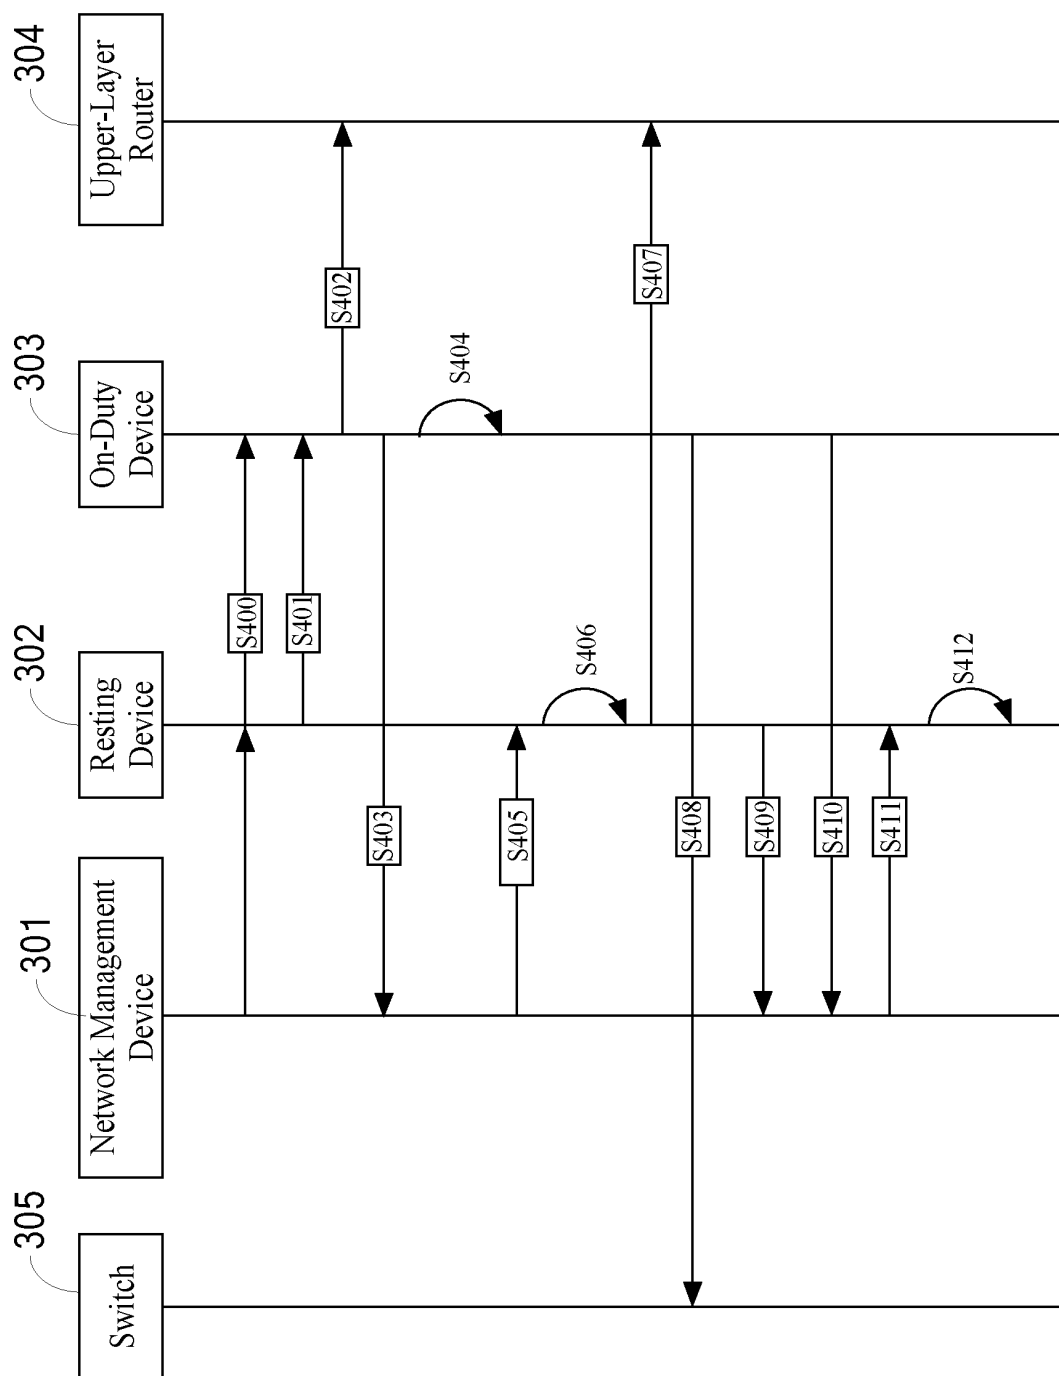 305
301
302
303
304
Switch
Network Management
Device
Resting
Device
On-Duty
Device
Upper-Layer
Router
S400
S401
S402
S403
S404
S405
S406
S407
S408
S409
S410
S411
S412